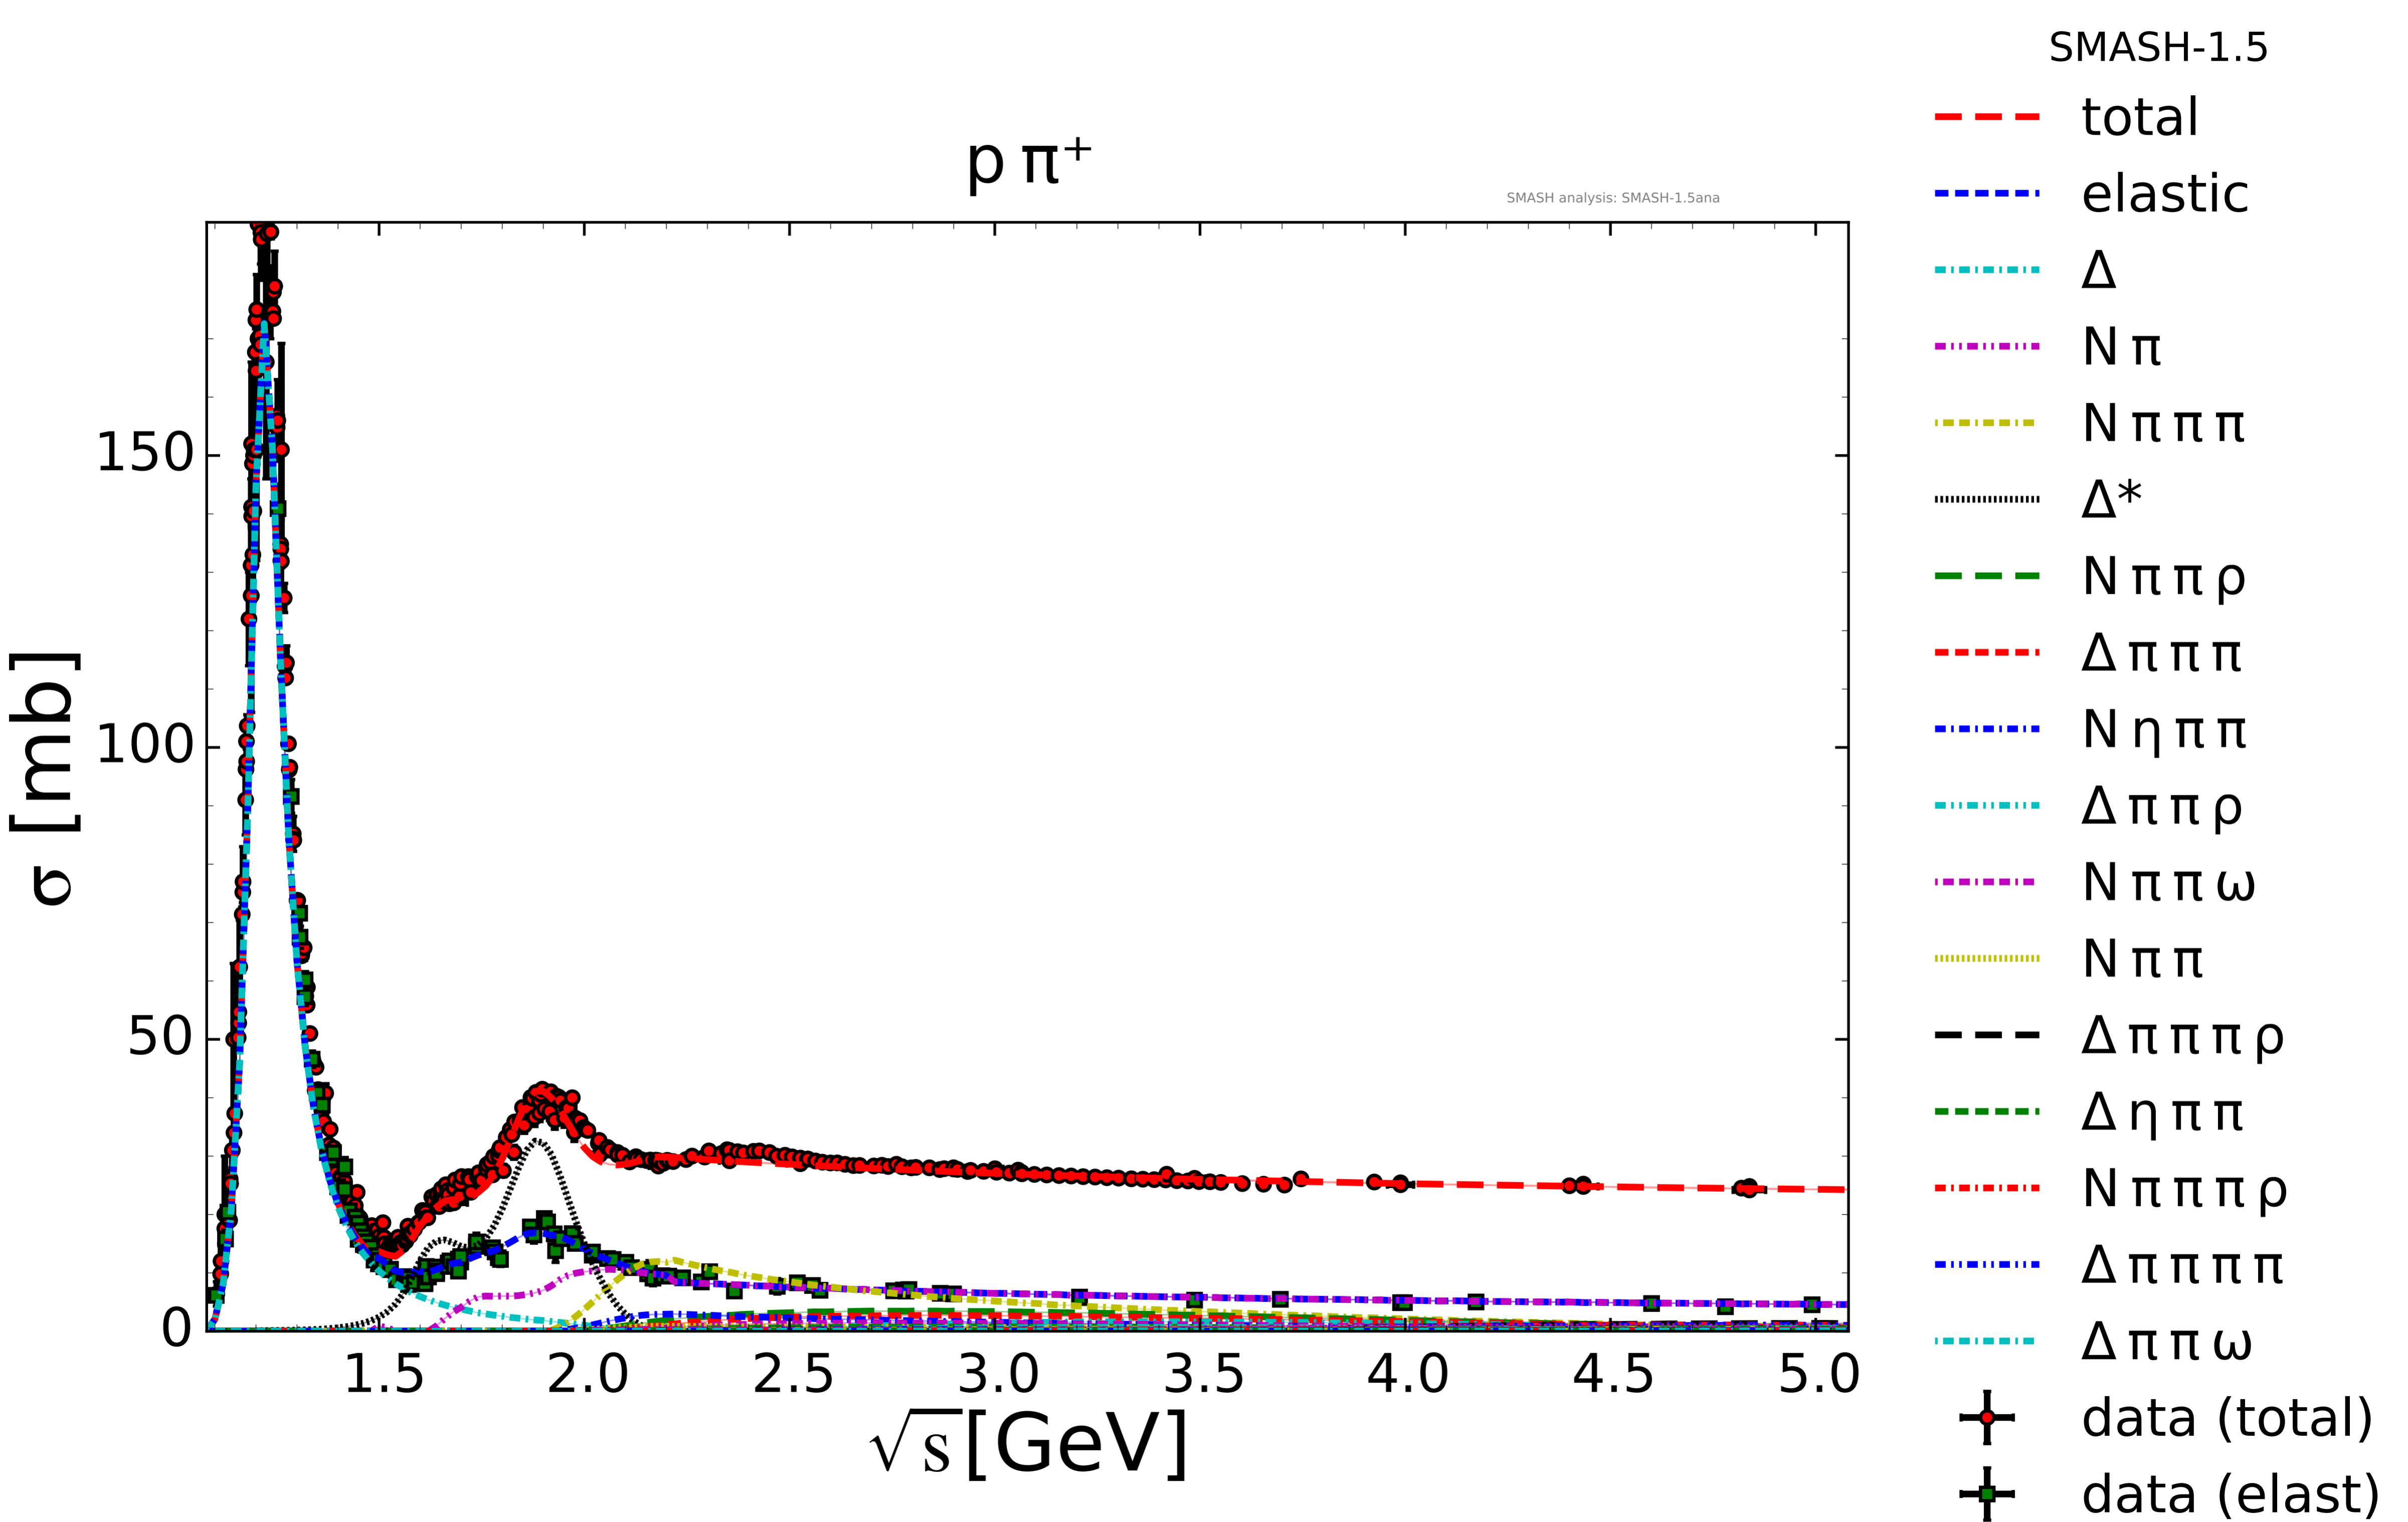 SMASH-1.5
p π⁺
SMASH analysis: SMASH-1.5ana
σ [mb]
150
100
50
0
1.5 2.0 2.5 3.0 3.5 4.0 4.5 5.0
√s[GeV]
total
elastic
Δ
N π
N π π π
Δ*
N π π ρ
Δ π π π
N η π π
Δ π π ρ
N π π ω
N π π
Δ π π π ρ
Δ η π π
N π π π ρ
Δ π π π π
Δ π π ω
data (total)
data (elast)